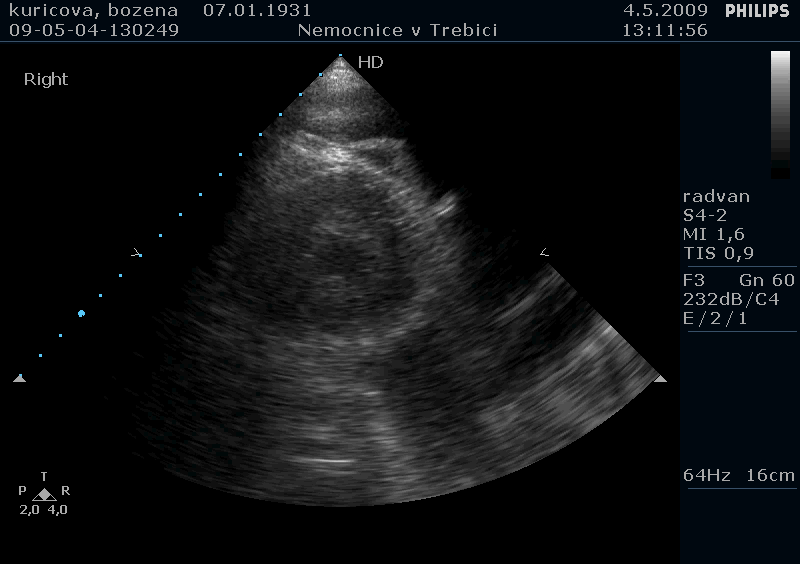 kuricova, bozena 07.01.1931 4.5.2009 PHILIPS
09-05-04-130249 Nemocnice v Trebici 13:11:56
Right
HD
radvan
S4-2
MI 1,6
TIS 0,9
F3 Gn 60
232dB/C4
E/2/1
64Hz 16cm
T
P R
2,0 4,0